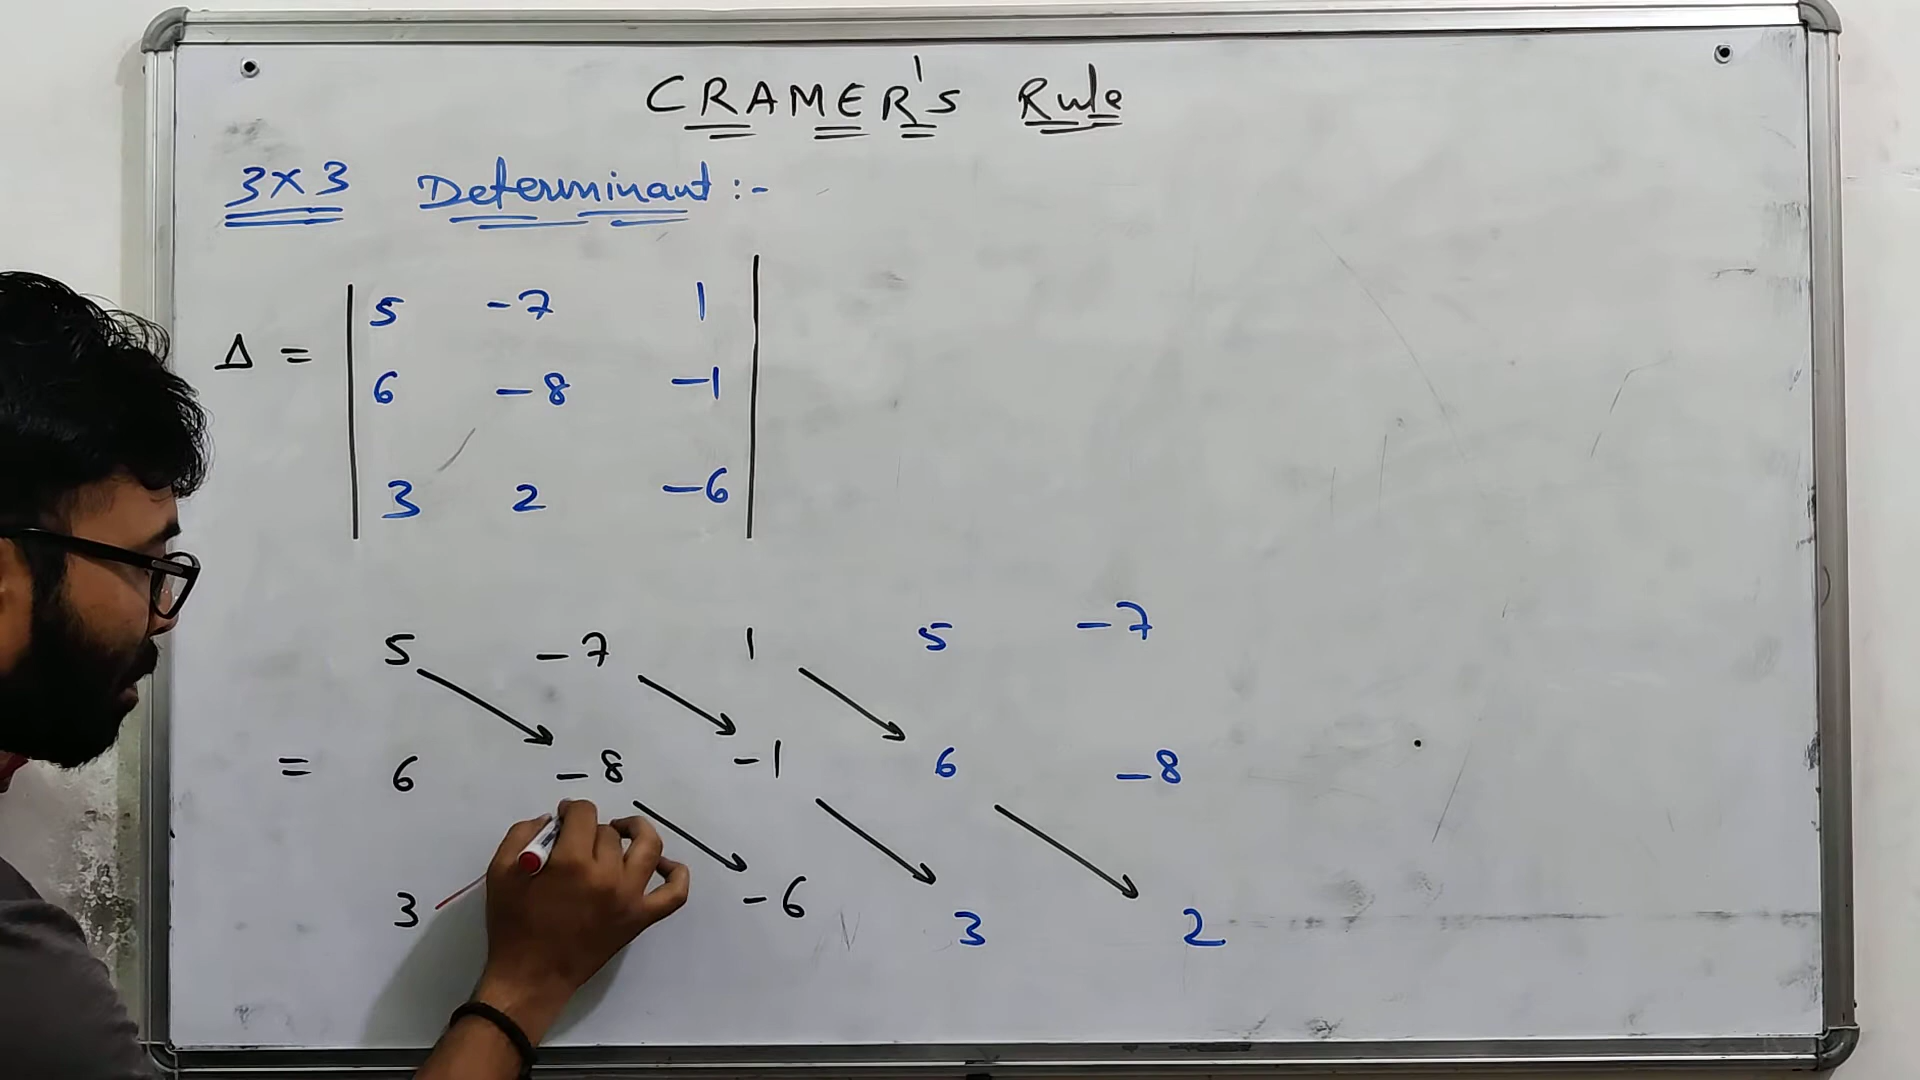 CRAMER's Rule
3×3 Determinant :-
5 -7 1
Δ =
6 -8 -1
3 2 -6
5 -7 1 5 -7
= 6 -8 -1 6 -8
3 -6 3 2